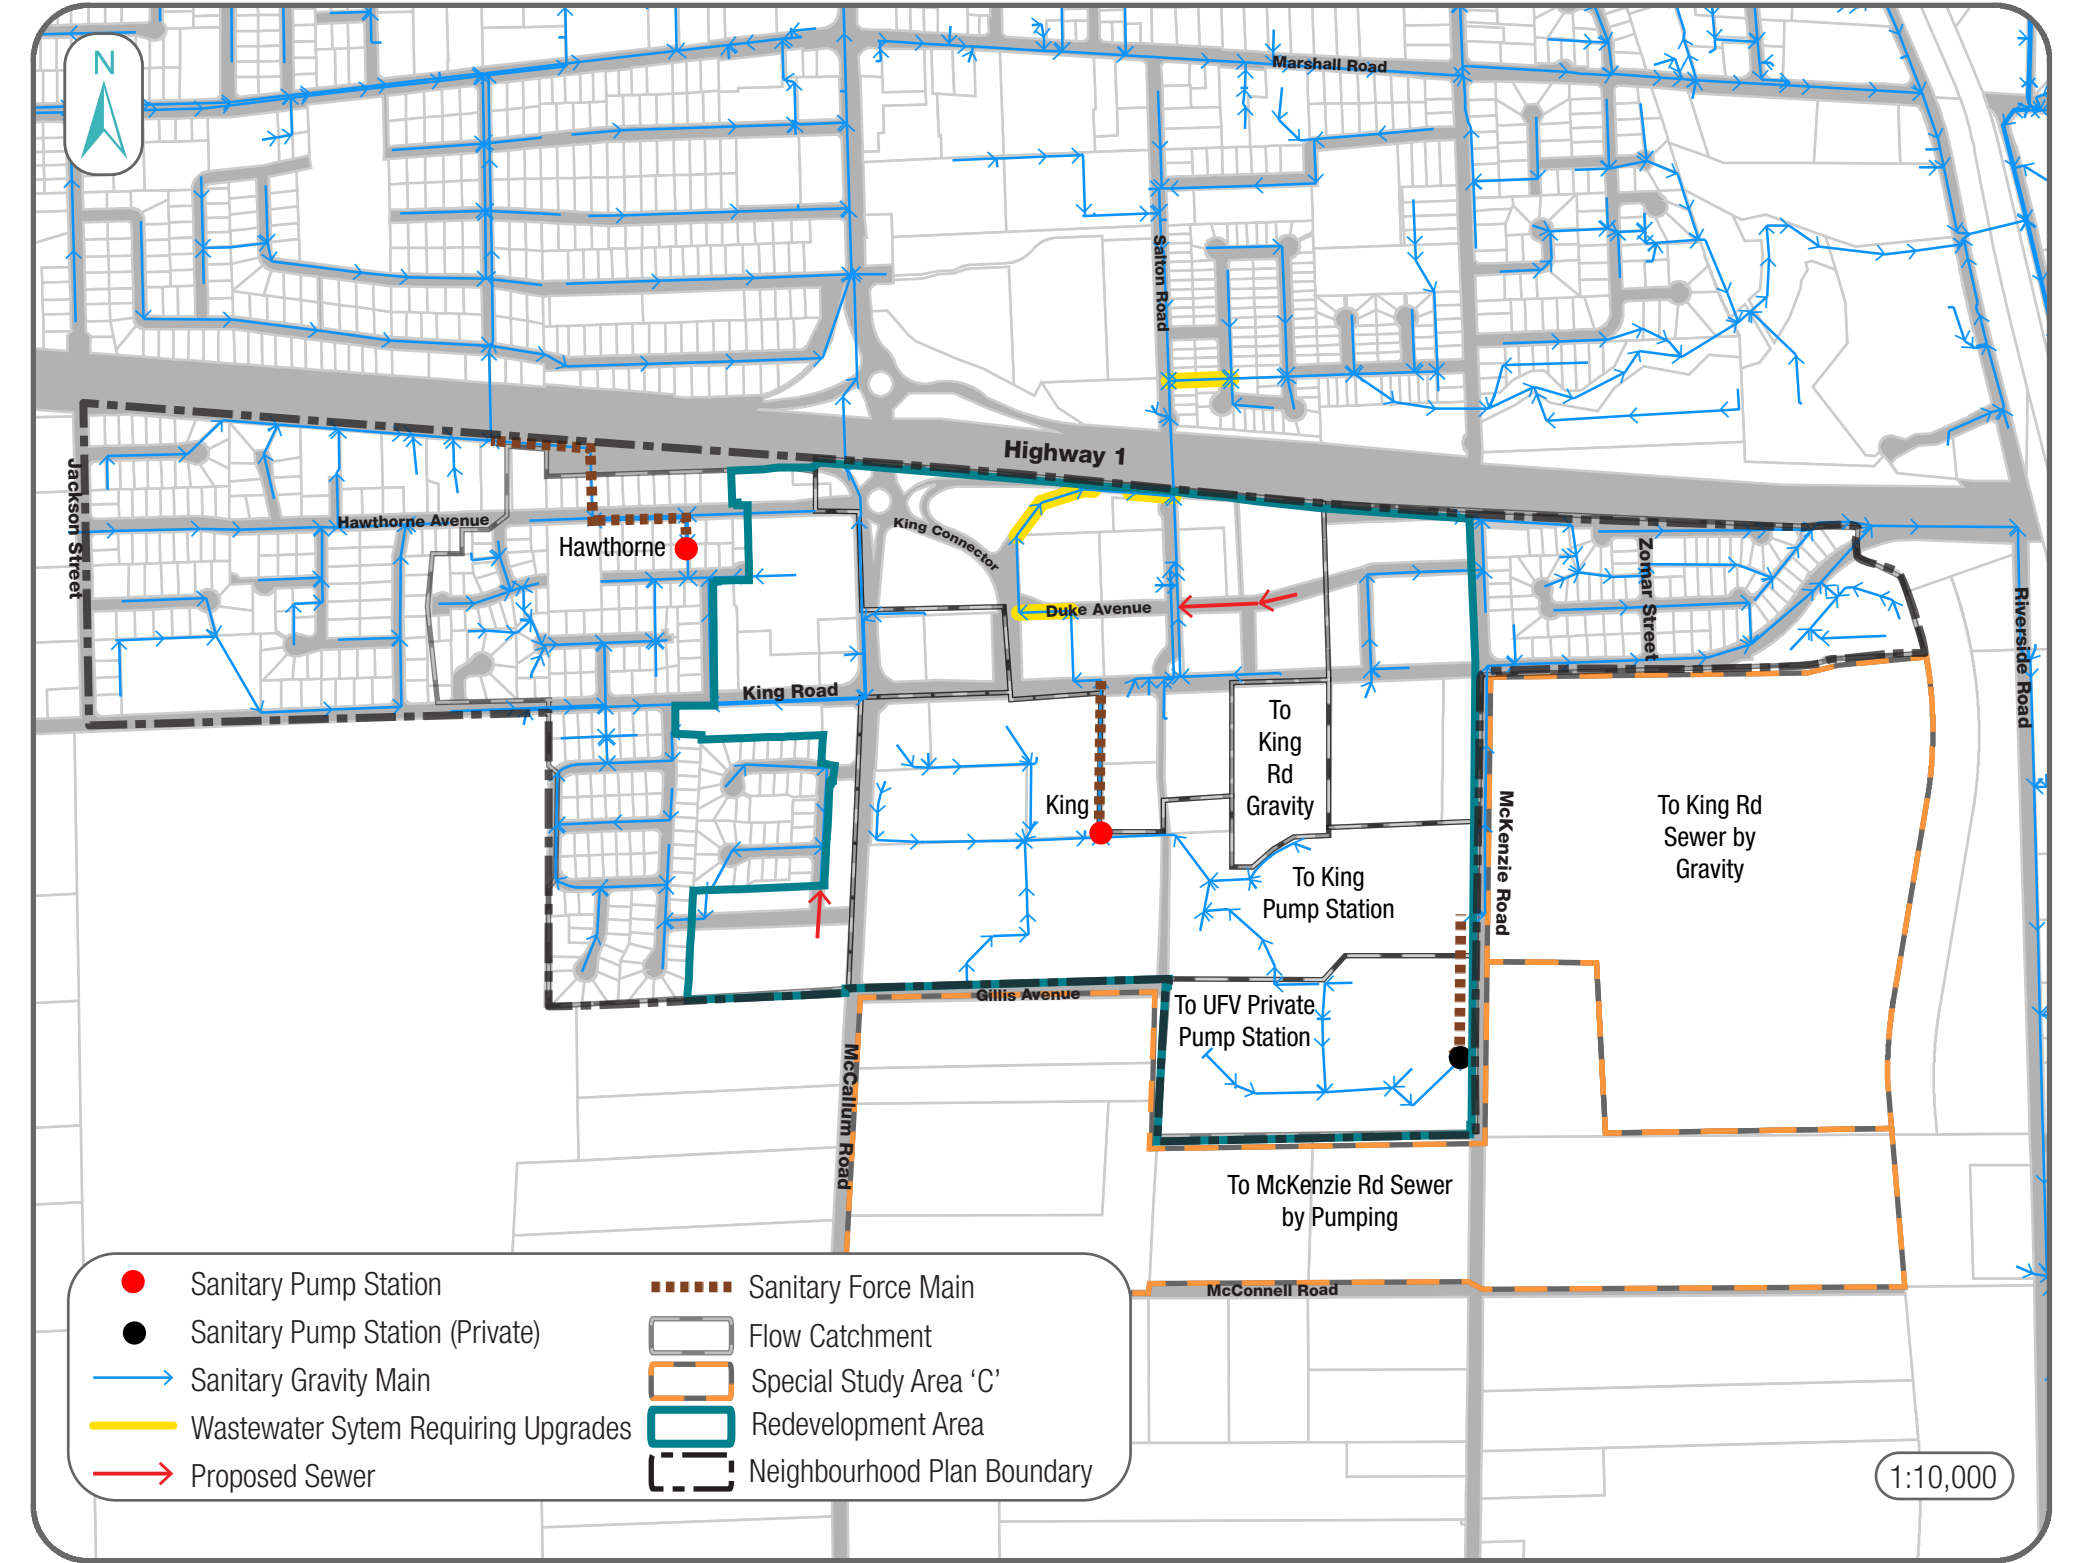 N
Marshall Road
Salton Road
Highway 1
Jackson Street
Hawthorne Avenue
Hawthorne
King Connector
Duke Avenue
Zomar Street
Riverside Road
King Road
To
King
Rd
Gravity
King
McKenzie Road
To King Rd
Sewer by
Gravity
To King
Pump Station
Gillis Avenue
To UFV Private
Pump Station
McCallum Road
To McKenzie Rd Sewer
by Pumping
McConnell Road
Sanitary Pump Station
Sanitary Pump Station (Private)
Sanitary Gravity Main
Wastewater Sytem Requiring Upgrades
Proposed Sewer
Sanitary Force Main
Flow Catchment
Special Study Area ‘C’
Redevelopment Area
Neighbourhood Plan Boundary
1:10,000